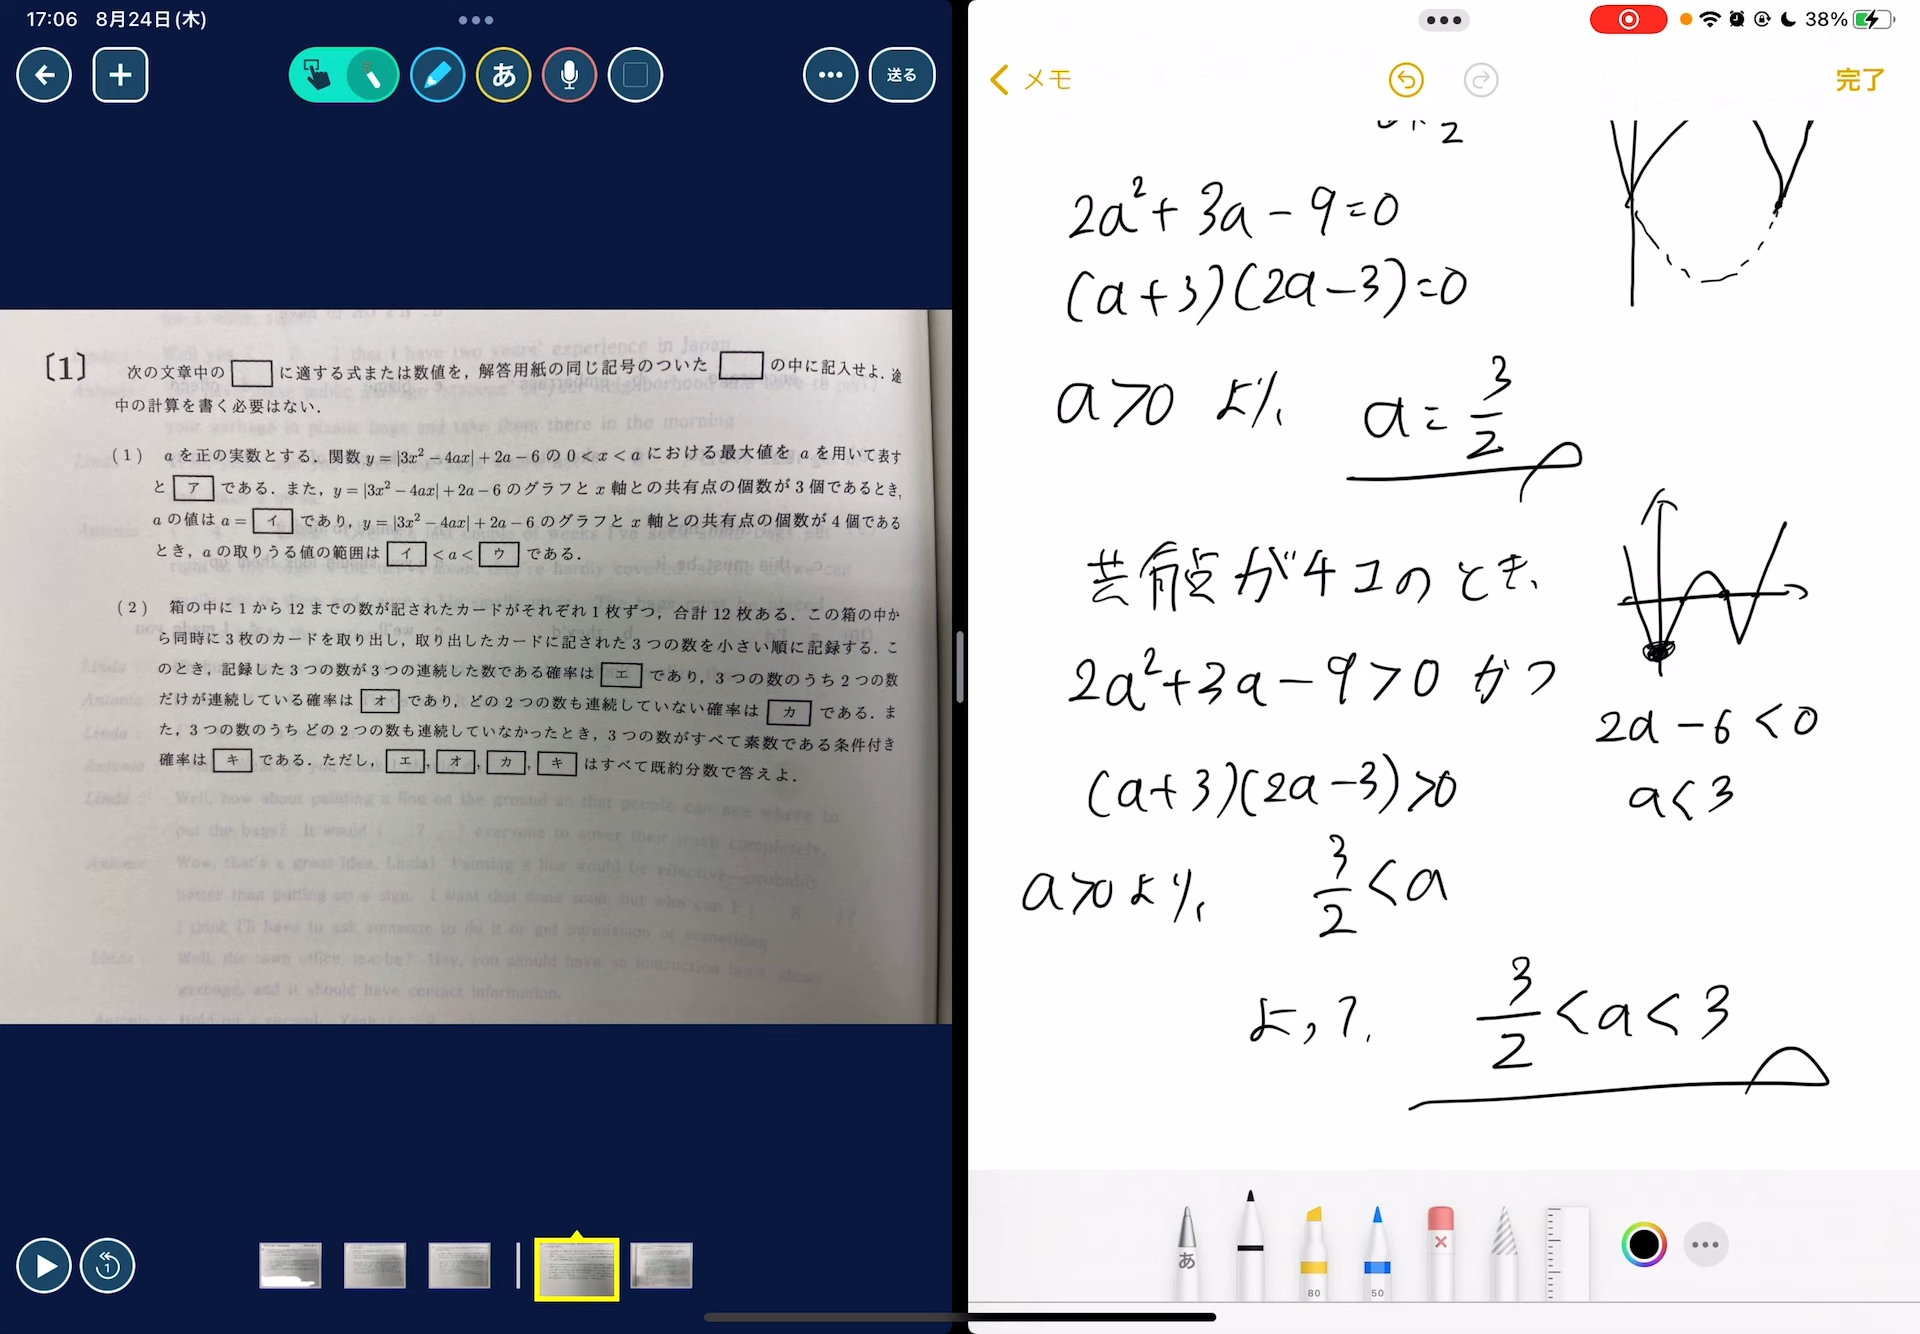 17:06 8月24日(木)
あ
送る
〔1〕 次の文章中の に適する式または数値を，解答用紙の同じ記号のついた の中に記入せよ．途
中の計算を書く必要はない．
(1) aを正の実数とする．関数 y = |3x² − 4ax| + 2a − 6 の 0 < x < a における最大値を a を用いて表す
と ア である．また，y = |3x² − 4ax| + 2a − 6 のグラフと x 軸との共有点の個数が 3 個であるとき，
a の値は a = イ であり，y = |3x² − 4ax| + 2a − 6 のグラフと x 軸との共有点の個数が 4 個である
とき，a の取りうる値の範囲は イ < a < ウ である．
(2) 箱の中に 1 から 12 までの数が記されたカードがそれぞれ 1 枚ずつ，合計 12 枚ある．この箱の中か
ら同時に 3 枚のカードを取り出し，取り出したカードに記された 3 つの数を小さい順に記録する．こ
のとき，記録した 3 つの数が 3 つの連続した数である確率は エ であり，3 つの数のうち 2 つの数
だけが連続している確率は オ であり，どの 2 つの数も連続していない確率は カ である．ま
た，3 つの数のうち どの 2 つの数も連続していなかったとき，3 つの数がすべて素数である条件付き
確率は キ である．ただし， エ ， オ ， カ ， キ はすべて既約分数で答えよ．
1
38%
メモ
完了
2
2a²+3a−9=0
(a+3)(2a−3)=0
a>0 より、 a=3/2
共有点が4コのとき、
2a²+3a−9>0 かつ
2a−6<0
(a+3)(2a−3)>0
a<3
a>0より、 3/2<a
よって、 3/2<a<3
あ
80
50